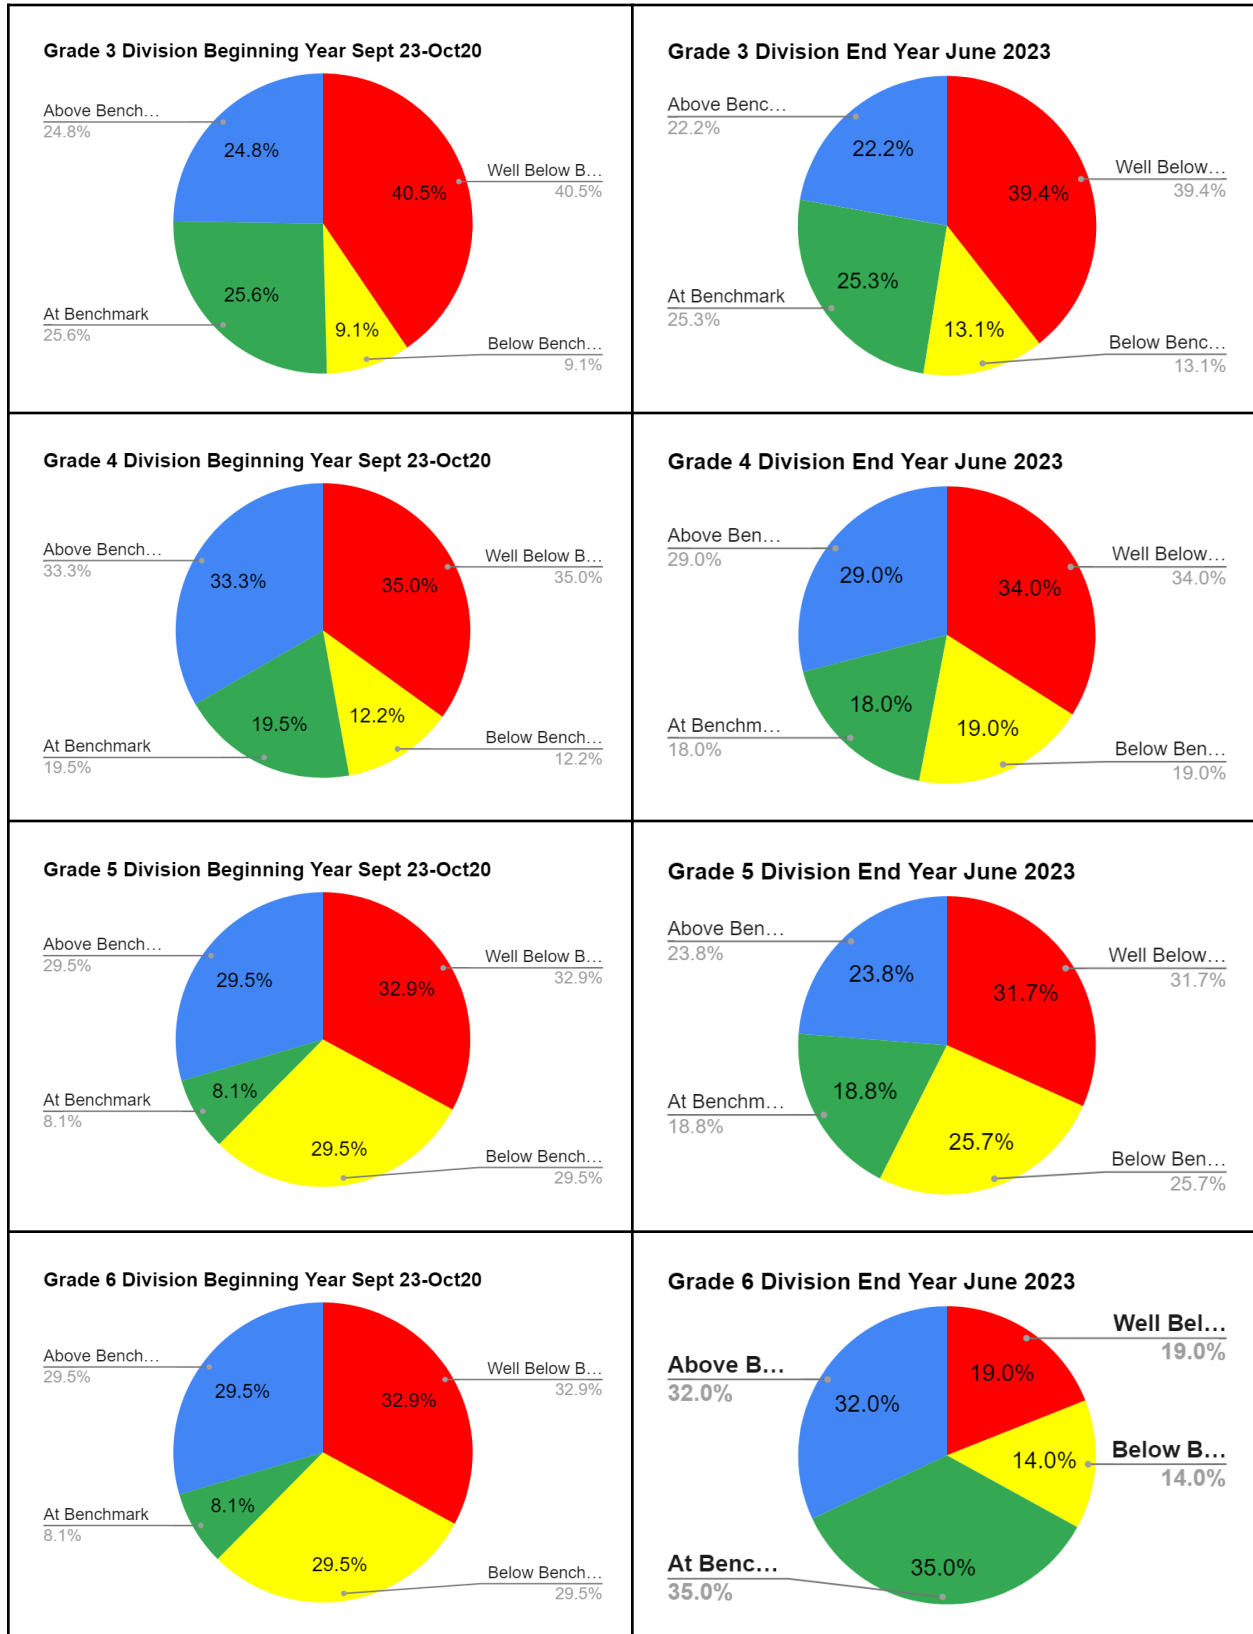 Grade 3 Division Beginning Year Sept 23-Oct20
Above Bench…
24.8%
24.8%
40.5%
Well Below B…
40.5%
At Benchmark
25.6%
25.6%
9.1%
Below Bench…
9.1%
Grade 3 Division End Year June 2023
Above Benc…
22.2%
22.2%
39.4%
Well Below…
39.4%
At Benchmark
25.3%
25.3%
13.1%
Below Benc…
13.1%
Grade 4 Division Beginning Year Sept 23-Oct20
Above Bench…
33.3%
33.3%
35.0%
Well Below B…
35.0%
At Benchmark
19.5%
19.5%
12.2%
Below Bench…
12.2%
Grade 4 Division End Year June 2023
Above Ben…
29.0%
29.0%
34.0%
Well Below…
34.0%
At Benchm…
18.0%
18.0%
19.0%
Below Ben…
19.0%
Grade 5 Division Beginning Year Sept 23-Oct20
Above Bench…
29.5%
29.5%
32.9%
Well Below B…
32.9%
At Benchmark
8.1%
8.1%
29.5%
Below Bench…
29.5%
Grade 5 Division End Year June 2023
Above Ben…
23.8%
23.8%
31.7%
Well Below…
31.7%
At Benchm…
18.8%
18.8%
25.7%
Below Ben…
25.7%
Grade 6 Division Beginning Year Sept 23-Oct20
Above Bench…
29.5%
29.5%
32.9%
Well Below B…
32.9%
At Benchmark
8.1%
8.1%
29.5%
Below Bench…
29.5%
Grade 6 Division End Year June 2023
Above B…
32.0%
32.0%
19.0%
Well Bel…
19.0%
14.0%
Below B…
14.0%
At Benc…
35.0%
35.0%